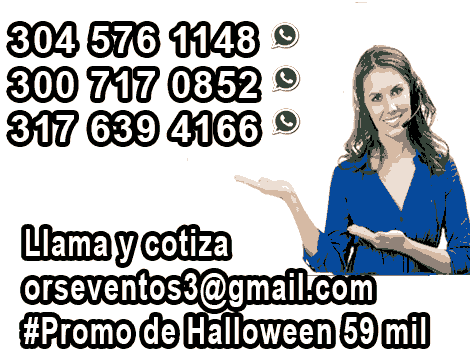 304 576 1148
300 717 0852
317 639 4166
Llama y cotiza
orseventos3@gmail.com
#Promo de Halloween 59 mil